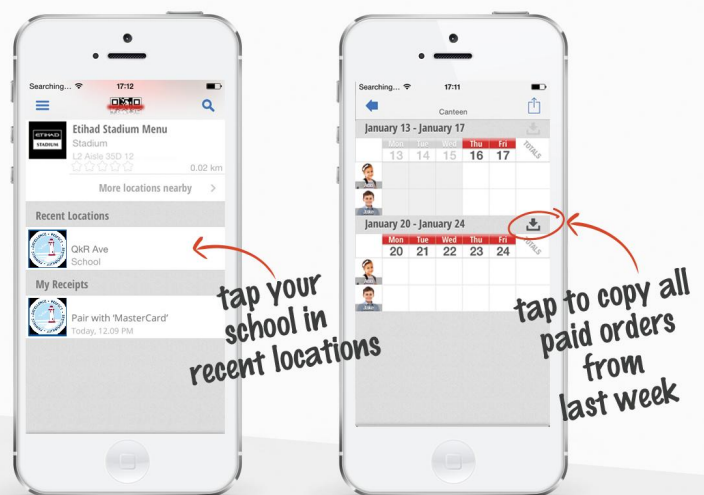 Searching... 17:12
ETIHAD
STADIUM
Etihad Stadium Menu
Stadium
L2 Aisle 35D 12
0.02 km
More locations nearby >
Recent Locations
QkR Ave
School
My Receipts
Pair with 'MasterCard'
Today, 12.09 PM
tap your
school in
recent locations
Searching... 17:11
Canteen
January 13 - January 17
Mon Tue Wed Thu Fri
13 14 15 16 17
TOTALS
January 20 - January 24
Mon Tue Wed Thu Fri
20 21 22 23 24
TOTALS
tap to copy all
paid orders
from
last week